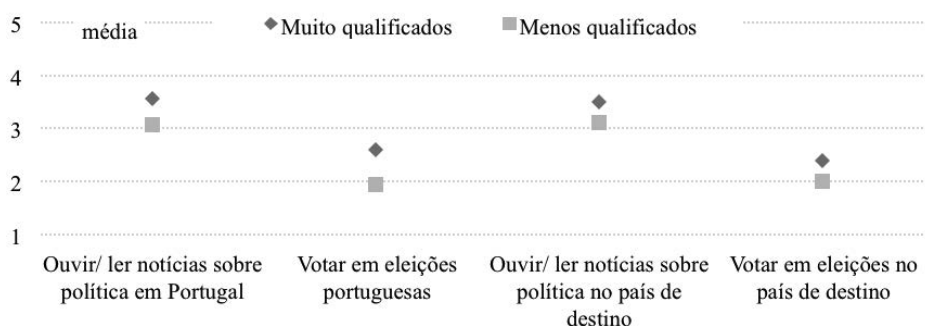 5
média
Muito qualificados
Menos qualificados
4
3
2
1
Ouvir/ ler notícias sobre
política em Portugal
Votar em eleições
portuguesas
Ouvir/ ler notícias sobre
política no país de
destino
Votar em eleições no
país de destino